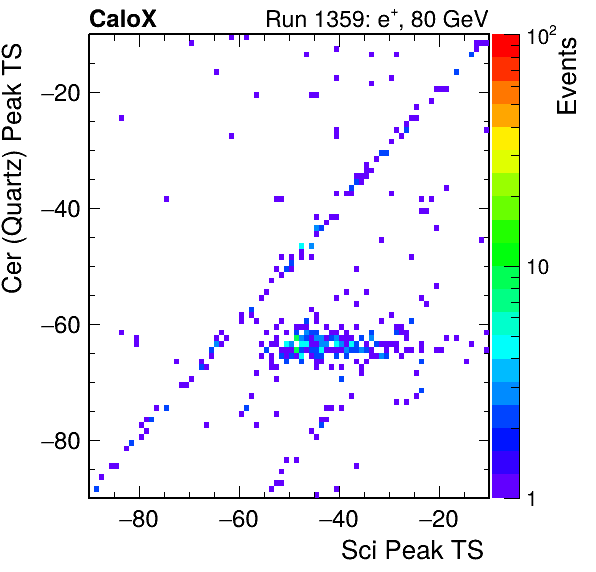 CaloX Run 1359: e⁺, 80 GeV
Cer (Quartz) Peak TS
−20
−40
−60
−80
−80 −60 −40 −20
Sci Peak TS
10²
10
1
Events